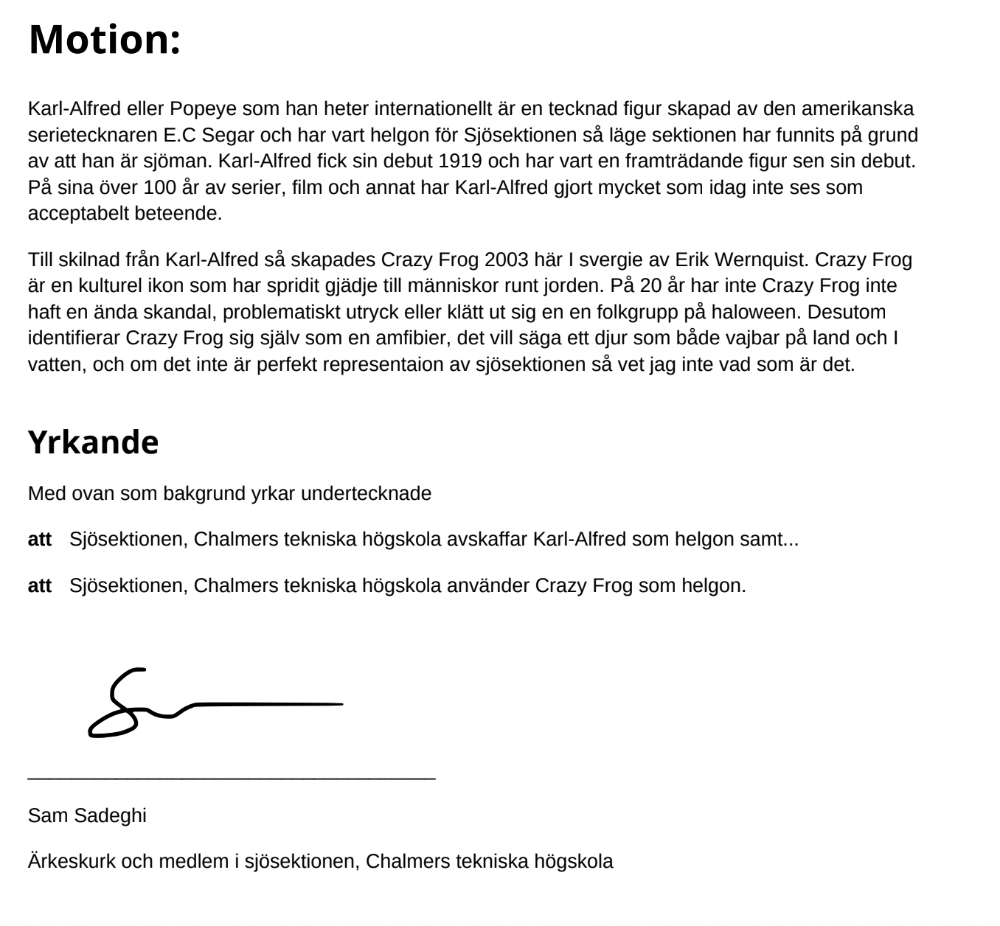 Motion:
Karl-Alfred eller Popeye som han heter internationellt är en tecknad figur skapad av den amerikanska
serietecknaren E.C Segar och har vart helgon för Sjösektionen så läge sektionen har funnits på grund
av att han är sjöman. Karl-Alfred fick sin debut 1919 och har vart en framträdande figur sen sin debut.
På sina över 100 år av serier, film och annat har Karl-Alfred gjort mycket som idag inte ses som
acceptabelt beteende.
Till skilnad från Karl-Alfred så skapades Crazy Frog 2003 här I svergie av Erik Wernquist. Crazy Frog
är en kulturel ikon som har spridit gjädje till människor runt jorden. På 20 år har inte Crazy Frog inte
haft en ända skandal, problematiskt utryck eller klätt ut sig en en folkgrupp på haloween. Desutom
identifierar Crazy Frog sig själv som en amfibier, det vill säga ett djur som både vajbar på land och I
vatten, och om det inte är perfekt representaion av sjösektionen så vet jag inte vad som är det.
Yrkande
Med ovan som bakgrund yrkar undertecknade
att Sjösektionen, Chalmers tekniska högskola avskaffar Karl-Alfred som helgon samt...
att Sjösektionen, Chalmers tekniska högskola använder Crazy Frog som helgon.
Sam Sadeghi
Ärkeskurk och medlem i sjösektionen, Chalmers tekniska högskola